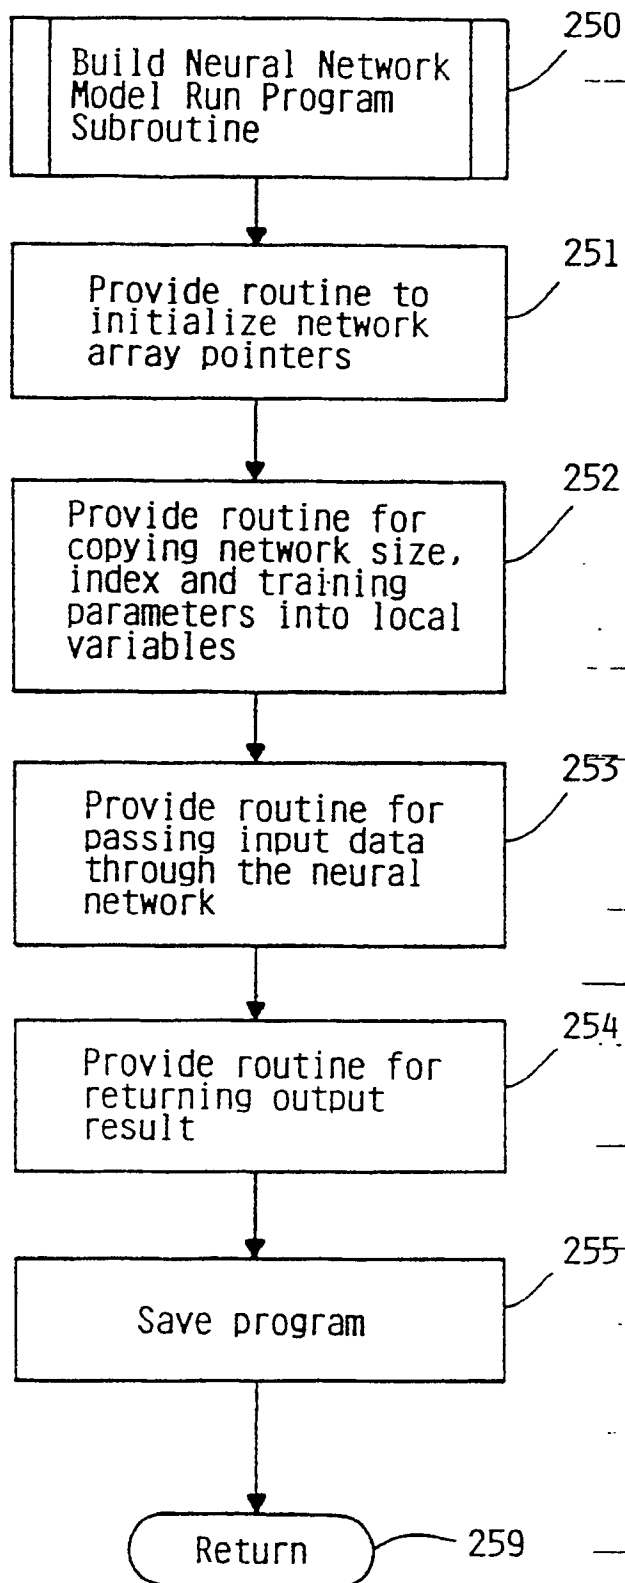 250
Build Neural Network
Model Run Program
Subroutine
251
Provide routine to
initialize network
array pointers
252
Provide routine for
copying network size,
index and training
parameters into local
variables
253
Provide routine for
passing input data
through the neural
network
254
Provide routine for
returning output
result
255
Save program
Return
259